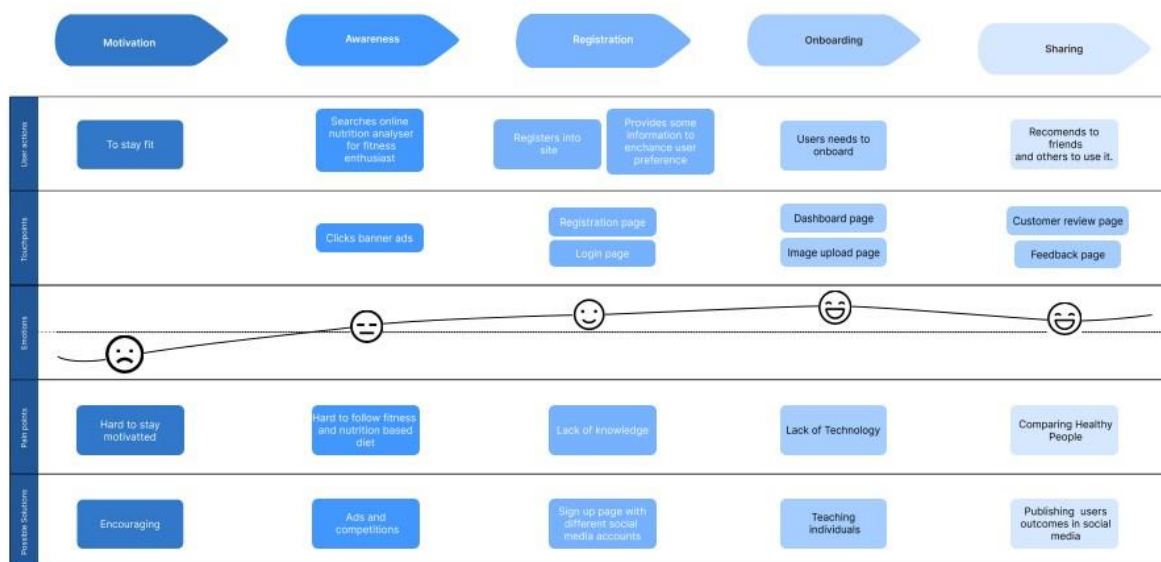 Motivation
Awareness
Registration
Onboarding
Sharing
User actions
To stay fit
Searches online
nutrition analyser
for fitness
enthusiast
Registers into
site
Provides some
information to
enchance user
preference
Users needs to
onboard
Recomends to
friends
and others to use it.
Touchpoints
Clicks banner ads
Registration page
Login page
Dashboard page
Image upload page
Customer review page
Feedback page
Emotions
Pain points
Hard to stay
motivatted
Hard to follow fitness
and nutrition based
diet
Lack of knowledge
Lack of Technology
Comparing Healthy
People
Possible Solutions
Encouraging
Ads and
competitions
Sign up page with
different social
media accounts
Teaching
individuals
Publishing users
outcomes in social
media